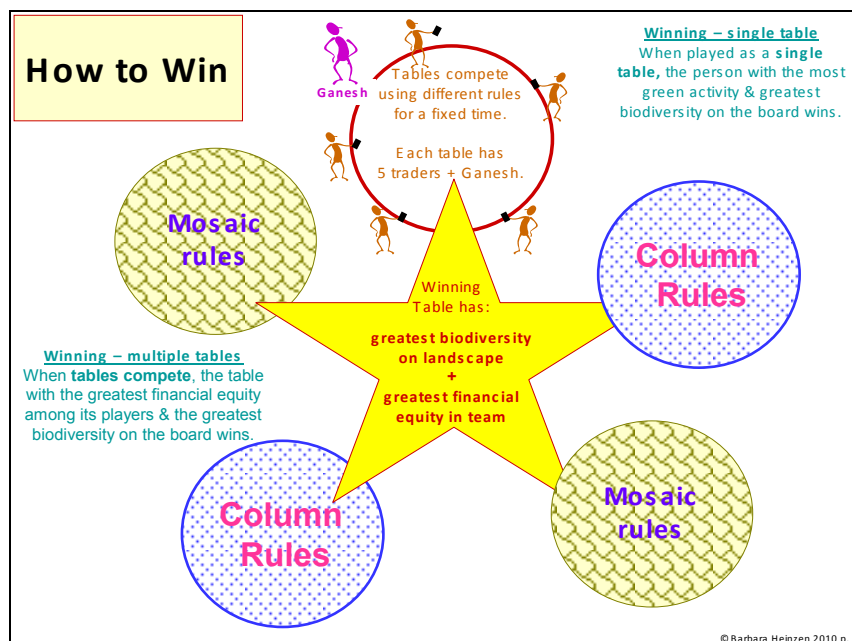 How to Win
Ganesh
Tables compete
using different rules
for a fixed time.
Each table has
5 traders + Ganesh.
Winning – single table
When played as a single
table, the person with the most
green activity & greatest
biodiversity on the board wins.
Mosaic
rules
Column
Rules
Winning
Table has:
greatest biodiversity
on landscape
+
greatest financial
equity in team
Winning – multiple tables
When tables compete, the table
with the greatest financial equity
among its players & the greatest
biodiversity on the board wins.
Column
Rules
Mosaic
rules
© Barbara Heinzen 2010 p